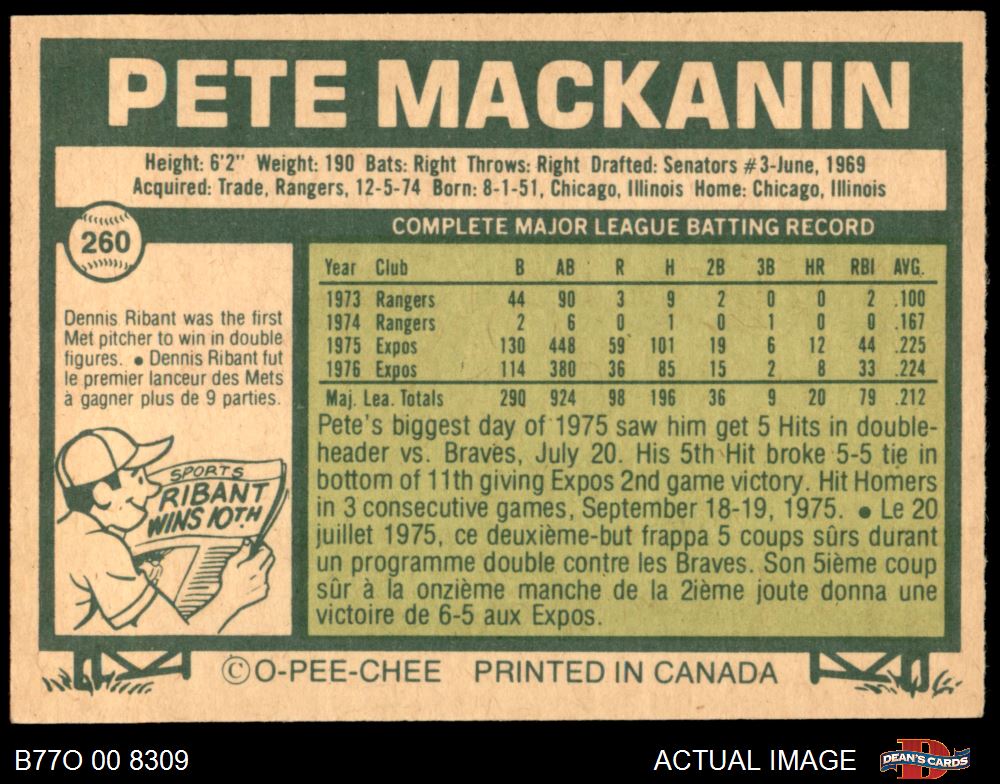 PETE MACKANIN
Height: 6'2" Weight: 190 Bats: Right Throws: Right Drafted: Senators #3-June, 1969
Acquired: Trade, Rangers, 12-5-74 Born: 8-1-51, Chicago, Illinois Home: Chicago, Illinois
260
COMPLETE MAJOR LEAGUE BATTING RECORD
Year Club B AB R H 2B 3B HR RBI AVG.
1973 Rangers 44 90 3 9 2 0 0 2 .100
1974 Rangers 2 6 0 1 0 1 0 0 .167
1975 Expos 130 448 59 101 19 6 12 44 .225
1976 Expos 114 380 36 85 15 2 8 33 .224
Maj. Lea. Totals 290 924 98 196 36 9 20 79 .212
Pete's biggest day of 1975 saw him get 5 Hits in double-
header vs. Braves, July 20. His 5th Hit broke 5-5 tie in
bottom of 11th giving Expos 2nd game victory. Hit Homers
in 3 consecutive games, September 18-19, 1975. ● Le 20
juillet 1975, ce deuxième-but frappa 5 coups sûrs durant
un programme double contre les Braves. Son 5ième coup
sûr à la onzième manche de la 2ième joute donna une
victoire de 6-5 aux Expos.
Dennis Ribant was the first
Met pitcher to win in double
figures. ● Dennis Ribant fut
le premier lanceur des Mets
à gagner plus de 9 parties.
SPORTS
RIBANT
WINS 10TH
© O-PEE-CHEE PRINTED IN CANADA
B77O 00 8309
ACTUAL IMAGE
DEAN'S CARDS